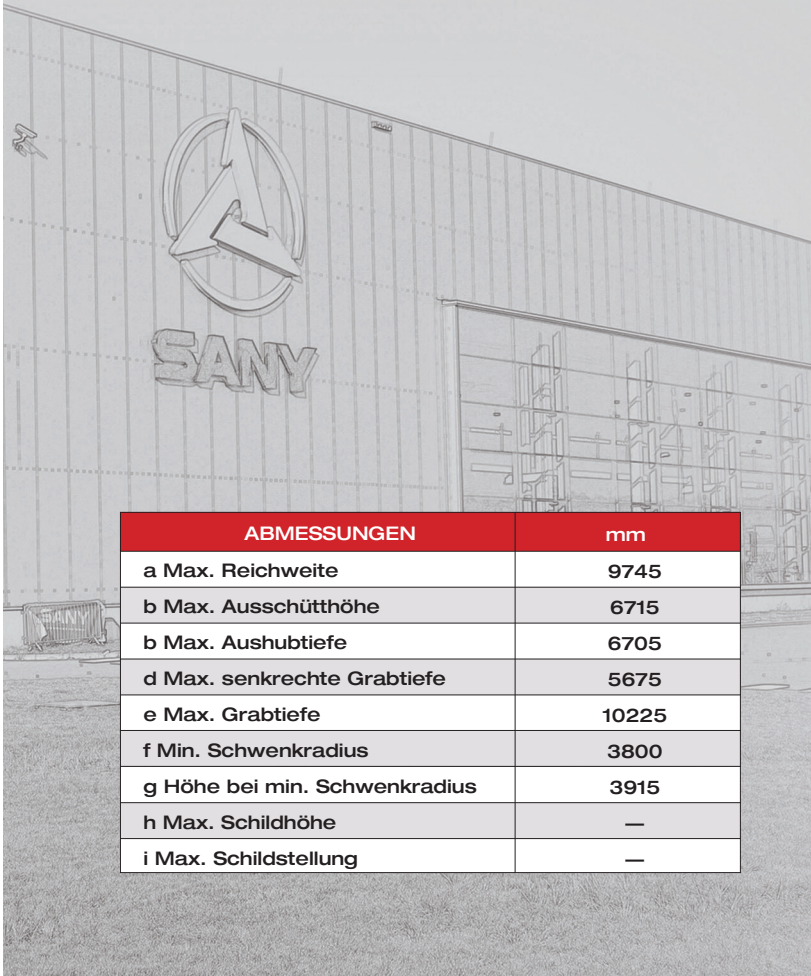 SANY
SANY
ABMESSUNGEN mm
a Max. Reichweite 9745
b Max. Ausschütthöhe 6715
b Max. Aushubtiefe 6705
d Max. senkrechte Grabtiefe 5675
e Max. Grabtiefe 10225
f Min. Schwenkradius 3800
g Höhe bei min. Schwenkradius 3915
h Max. Schildhöhe —
i Max. Schildstellung —